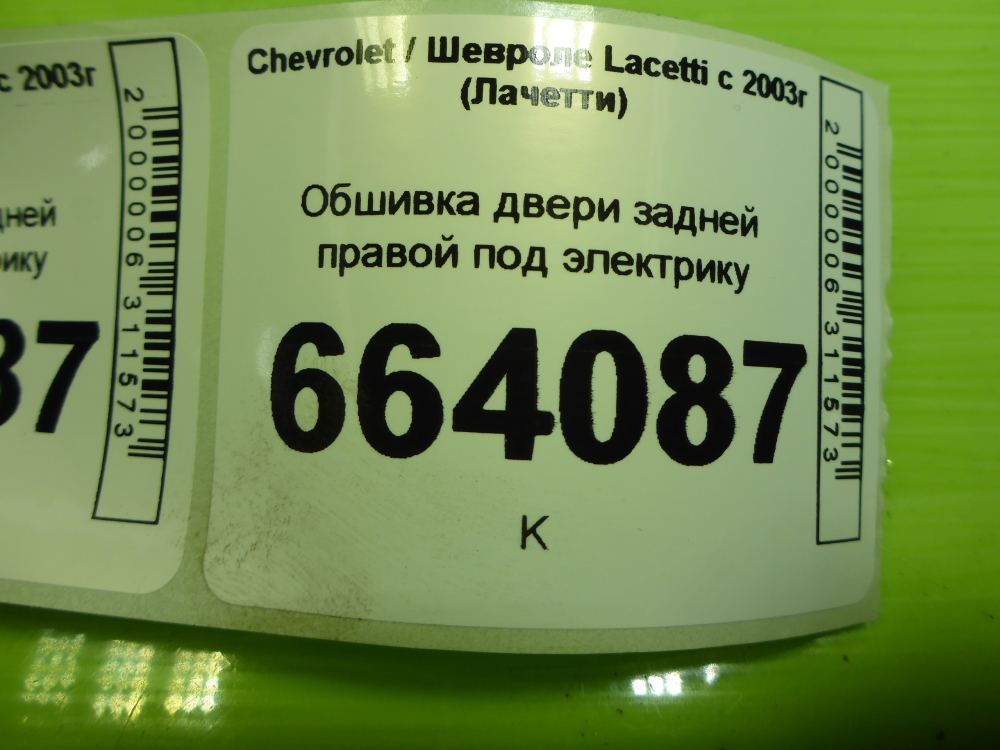 с 2003г
дней
рику
87
2000006311573
Chevrolet / Шевроле Lacetti с 2003г
(Лачетти)
Обшивка двери задней
правой под электрику
664087
К
2000006311573